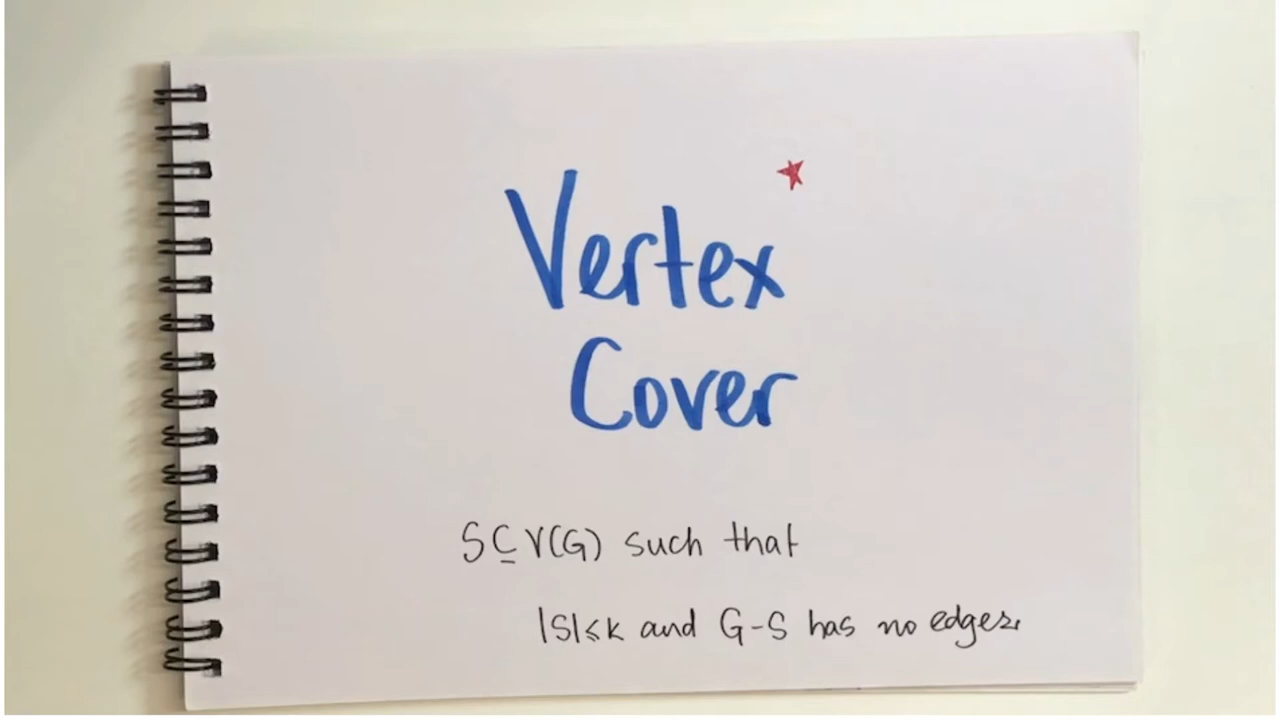 Vertex
Cover
S⊆V(G) such that
|S|≤k and G-S has no edges.